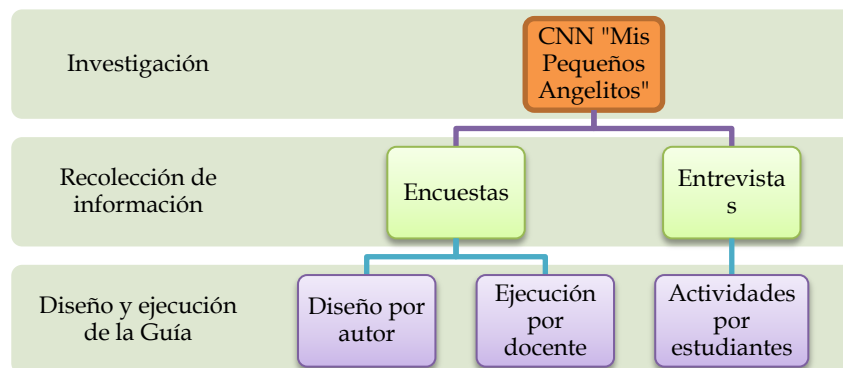 Investigación
CNN "Mis
Pequeños
Angelitos"
Recolección de
información
Encuestas
Entrevista
s
Diseño y ejecución
de la Guía
Diseño por
autor
Ejecución
por
docente
Actividades
por
estudiantes